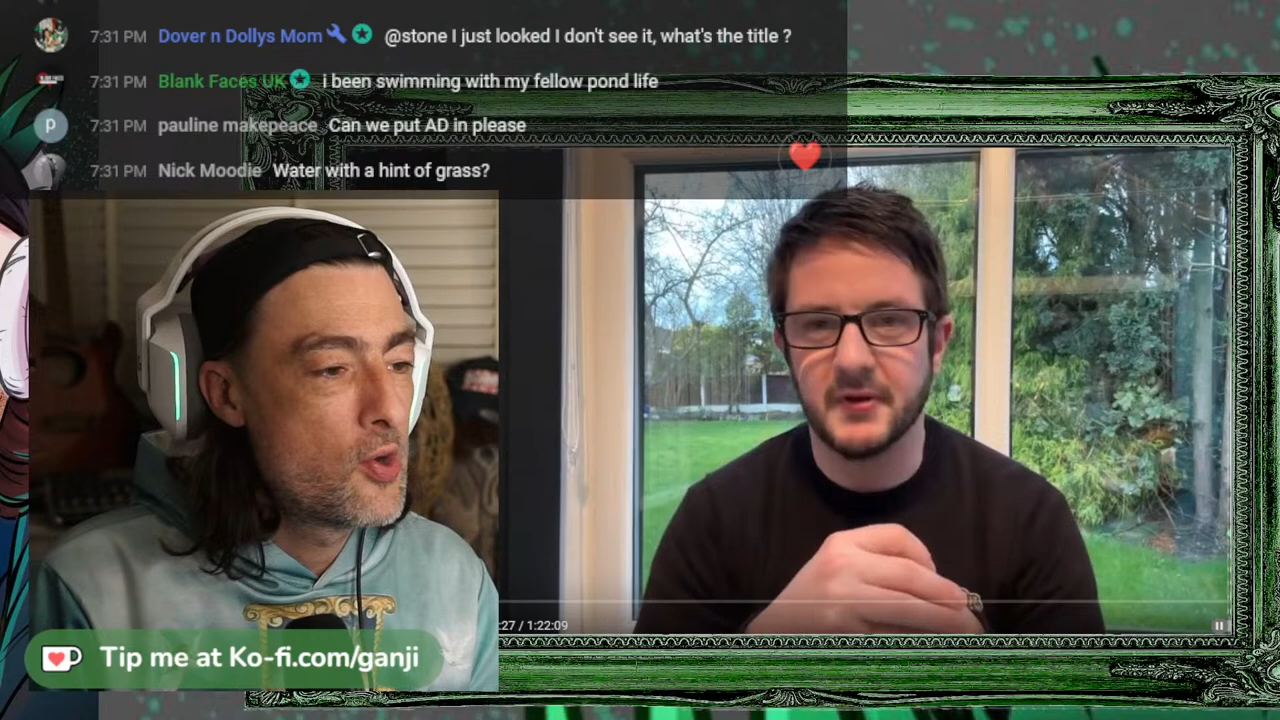 7:31 PM Dover n Dollys Mom @stone I just looked I don't see it, what's the title ?
7:31 PM Blank Faces UK i been swimming with my fellow pond life
P 7:31 PM pauline makepeace Can we put AD in please
7:31 PM Nick Moodie Water with a hint of grass?
:27 / 1:22:09
Tip me at Ko-fi.com/ganji